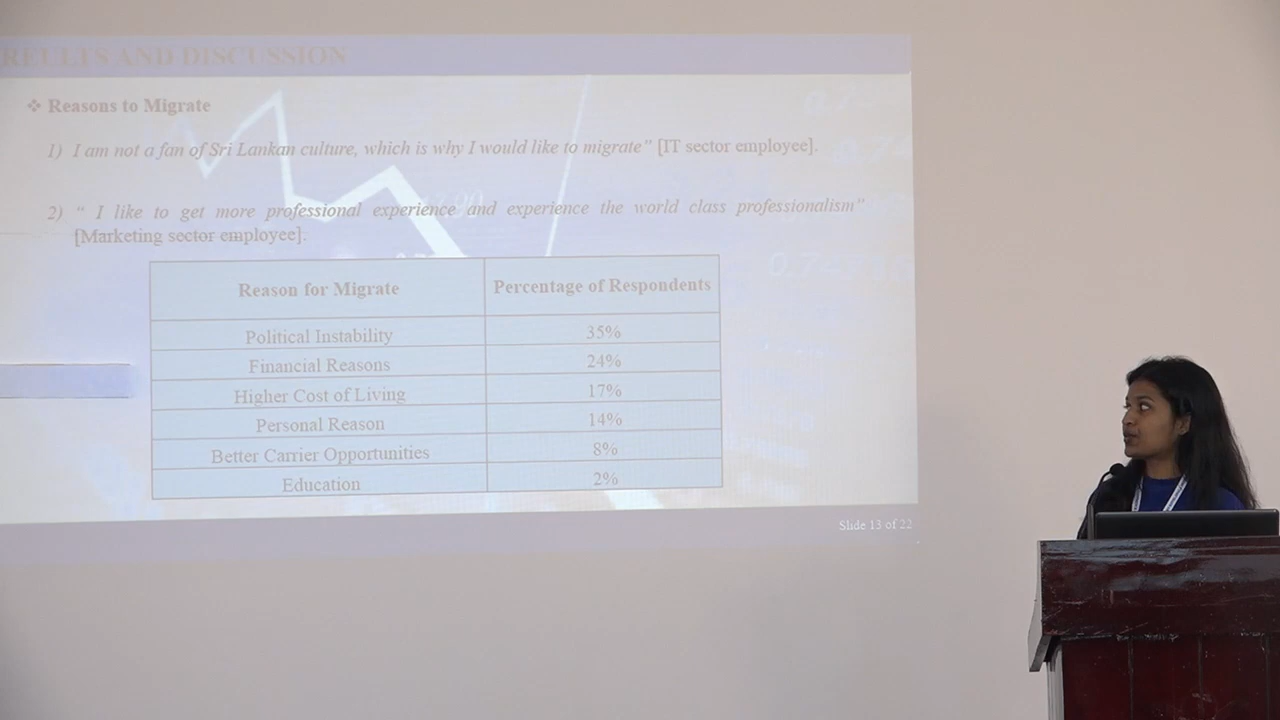 REULTS AND DISCUSSION
❖ Reasons to Migrate
1) I am not a fan of Sri Lankan culture, which is why I would like to migrate" [IT sector employee].
2) " I like to get more professional experience and experience the world class professionalism"
[Marketing sector employee].
Reason for Migrate Percentage of Respondents
Political Instability 35%
Financial Reasons 24%
Higher Cost of Living 17%
Personal Reason 14%
Better Carrier Opportunities 8%
Education 2%
Slide 13 of 22